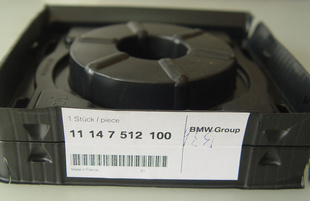 1 Stück / piece
11 14 7 512 100
BMW Group
Made in France